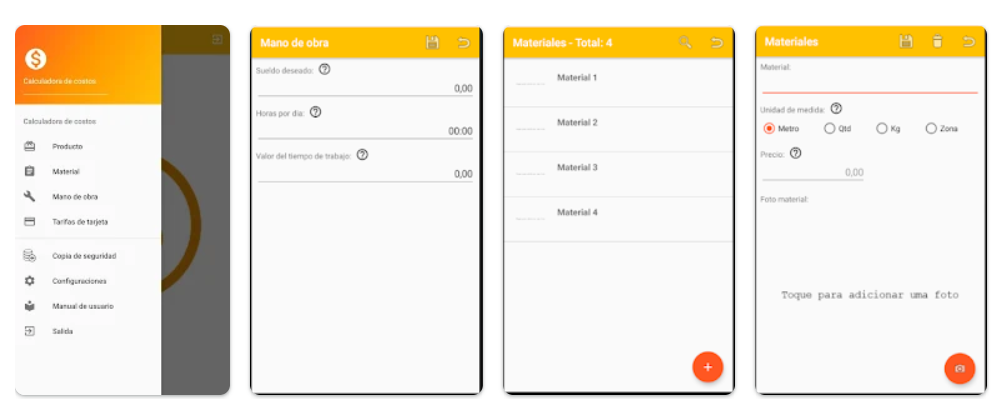 Calculadora de costos
Calculadora de costos
Producto
Material
Mano de obra
Tarifas de tarjeta
Copia de seguridad
Configuraciones
Manual de usuario
Salida
Mano de obra
Sueldo deseado:
0,00
Horas por día:
00:00
Valor del tiempo de trabajo:
0,00
Materiales - Total: 4
Material 1
Material 2
Material 3
Material 4
Materiales
Material:
Unidad de medida:
Metro Qtd Kg Zona
Precio:
0,00
Foto material:
Toque para adicionar uma foto